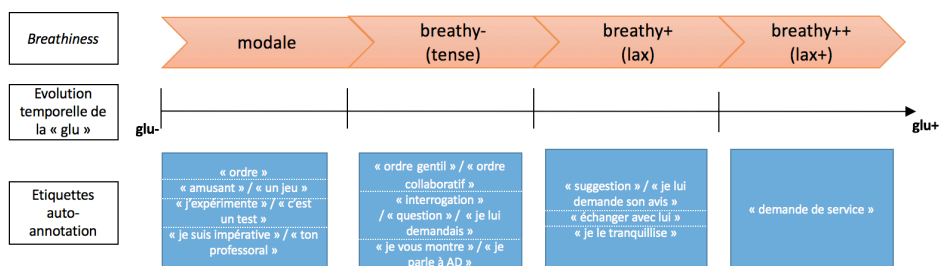 Breathiness
modale
breathy-
(tense)
breathy+
(lax)
breathy++
(lax+)
Evolution
temporelle de
la « glu »
glu-
glu+
Etiquettes
auto-
annotation
« ordre »
« amusant » / « un jeu »
« j’expérimente » / « c’est
un test »
« je suis impérative » / « ton
professoral »
« ordre gentil » / « ordre
collaboratif »
« interrogation »
/ « question » / « je lui
demandais »
« je vous montre » / « je
parle à AD »
« suggestion » / « je lui
demande son avis »
« échanger avec lui »
« je le tranquillise »
« demande de service »